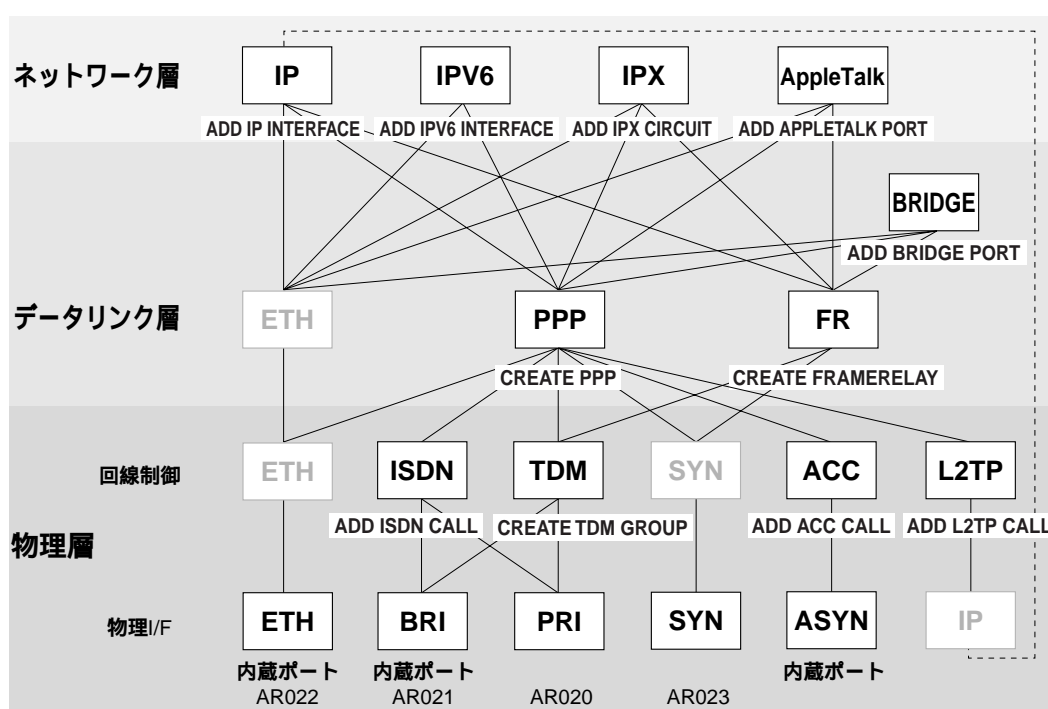 ネットワーク層
IP
IPV6
IPX
AppleTalk
ADD IP INTERFACE
ADD IPV6 INTERFACE
ADD IPX CIRCUIT
ADD APPLETALK PORT
BRIDGE
ADD BRIDGE PORT
データリンク層
ETH
PPP
FR
CREATE PPP
CREATE FRAMERELAY
回線制御
ETH
ISDN
TDM
SYN
ACC
L2TP
ADD ISDN CALL
CREATE TDM GROUP
ADD ACC CALL
ADD L2TP CALL
物理層
物理I/F
ETH
BRI
PRI
SYN
ASYN
IP
内蔵ポート
内蔵ポート
内蔵ポート
AR022
AR021
AR020
AR023